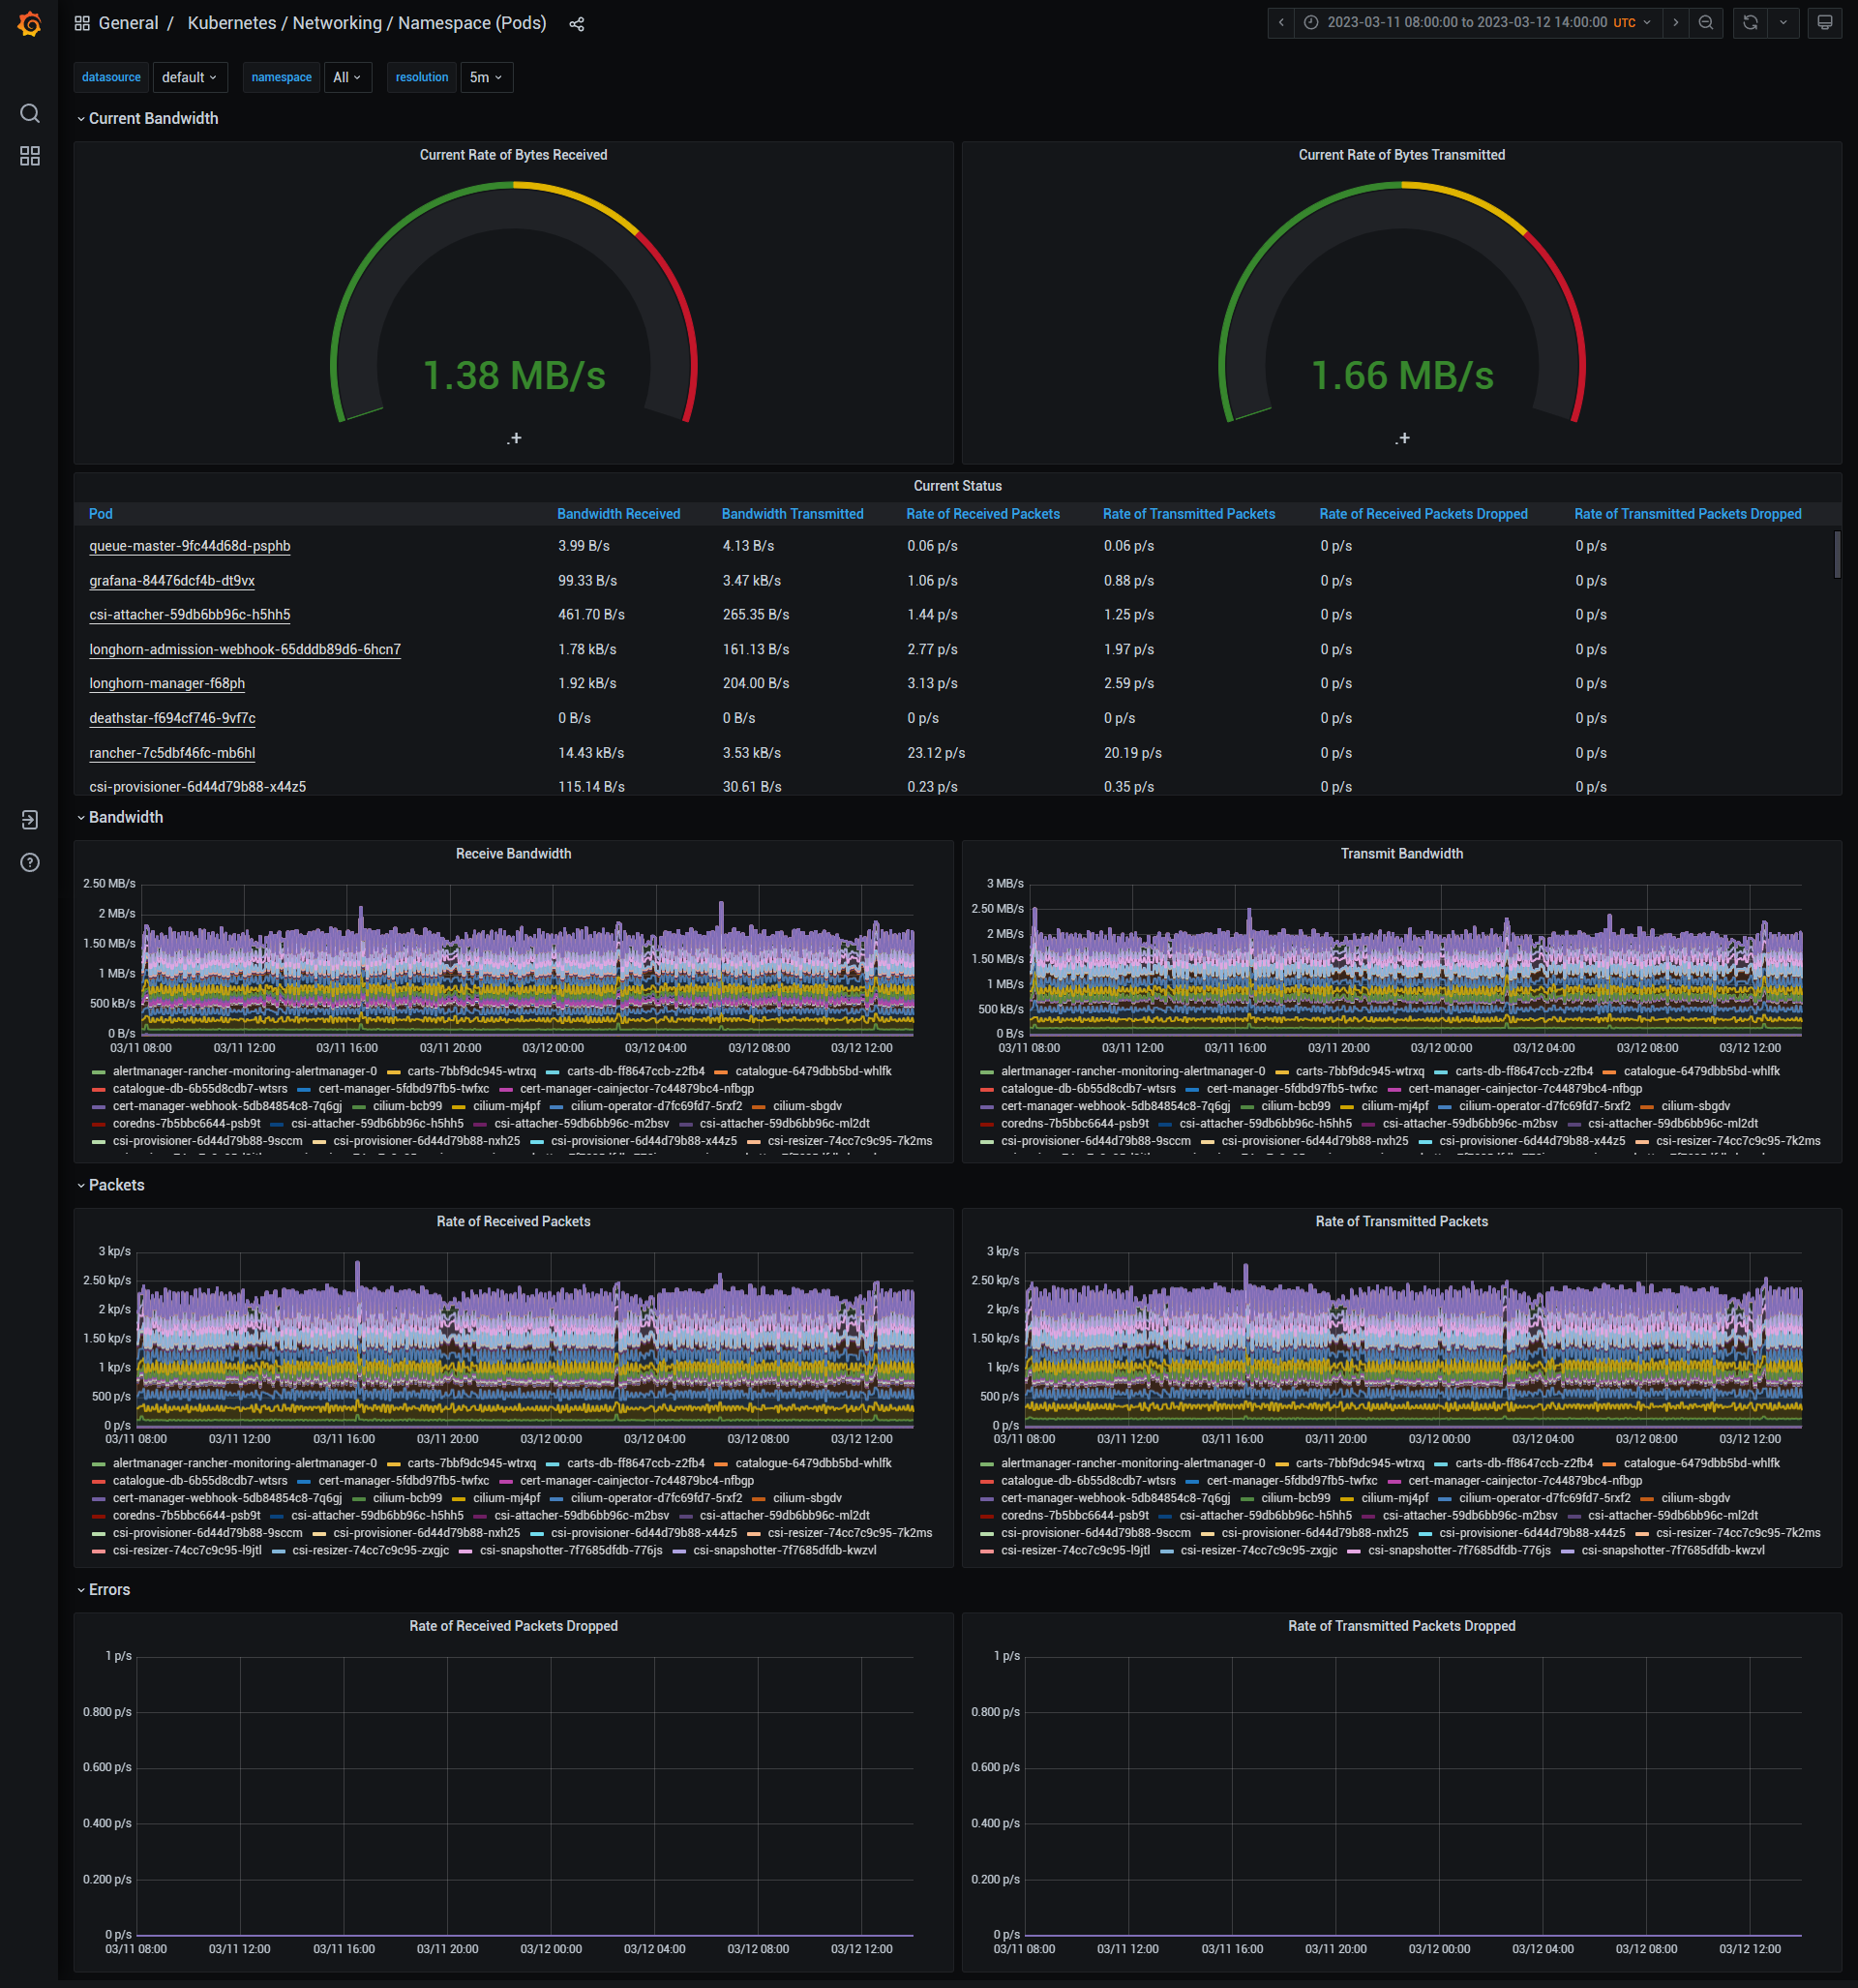 General / Kubernetes / Networking / Namespace (Pods)
2023-03-11 08:00:00 to 2023-03-12 14:00:00 UTC
datasource default namespace All resolution 5m
Current Bandwidth
Current Rate of Bytes Received
1.38 MB/s
.+
Current Rate of Bytes Transmitted
1.66 MB/s
.+
Current Status
Pod Bandwidth Received Bandwidth Transmitted Rate of Received Packets Rate of Transmitted Packets Rate of Received Packets Dropped Rate of Transmitted Packets Dropped
queue-master-9fc44d68d-psphb 3.99 B/s 4.13 B/s 0.06 p/s 0.06 p/s 0 p/s 0 p/s
grafana-84476dcf4b-dt9vx 99.33 B/s 3.47 kB/s 1.06 p/s 0.88 p/s 0 p/s 0 p/s
csi-attacher-59db6bb96c-h5hh5 461.70 B/s 265.35 B/s 1.44 p/s 1.25 p/s 0 p/s 0 p/s
longhorn-admission-webhook-65dddb89d6-6hcn7 1.78 kB/s 161.13 B/s 2.77 p/s 1.97 p/s 0 p/s 0 p/s
longhorn-manager-f68ph 1.92 kB/s 204.00 B/s 3.13 p/s 2.59 p/s 0 p/s 0 p/s
deathstar-f694cf746-9vf7c 0 B/s 0 B/s 0 p/s 0 p/s 0 p/s 0 p/s
rancher-7c5dbf46fc-mb6hl 14.43 kB/s 3.53 kB/s 23.12 p/s 20.19 p/s 0 p/s 0 p/s
csi-provisioner-6d44d79b88-x44z5 115.14 B/s 30.61 B/s 0.23 p/s 0.35 p/s 0 p/s 0 p/s
Bandwidth
Receive Bandwidth
2.50 MB/s
2 MB/s
1.50 MB/s
1 MB/s
500 kB/s
0 B/s
03/11 08:00 03/11 12:00 03/11 16:00 03/11 20:00 03/12 00:00 03/12 04:00 03/12 08:00 03/12 12:00
alertmanager-rancher-monitoring-alertmanager-0 carts-7bbf9dc945-wtrxq carts-db-ff8647ccb-z2fb4 catalogue-6479dbb5bd-whlfk
catalogue-db-6b55d8cdb7-wtsrs cert-manager-5fdbd97fb5-twfxc cert-manager-cainjector-7c44879bc4-nfbgp
cert-manager-webhook-5db84854c8-7q6gj cilium-bcb99 cilium-mj4pf cilium-operator-d7fc69fd7-5rxf2 cilium-sbgdv
coredns-7b5bbc6644-psb9t csi-attacher-59db6bb96c-h5hh5 csi-attacher-59db6bb96c-m2bsv csi-attacher-59db6bb96c-ml2dt
csi-provisioner-6d44d79b88-9sccm csi-provisioner-6d44d79b88-nxh25 csi-provisioner-6d44d79b88-x44z5 csi-resizer-74cc7c9c95-7k2ms
Transmit Bandwidth
3 MB/s
2.50 MB/s
2 MB/s
1.50 MB/s
1 MB/s
500 kB/s
0 B/s
03/11 08:00 03/11 12:00 03/11 16:00 03/11 20:00 03/12 00:00 03/12 04:00 03/12 08:00 03/12 12:00
alertmanager-rancher-monitoring-alertmanager-0 carts-7bbf9dc945-wtrxq carts-db-ff8647ccb-z2fb4 catalogue-6479dbb5bd-whlfk
catalogue-db-6b55d8cdb7-wtsrs cert-manager-5fdbd97fb5-twfxc cert-manager-cainjector-7c44879bc4-nfbgp
cert-manager-webhook-5db84854c8-7q6gj cilium-bcb99 cilium-mj4pf cilium-operator-d7fc69fd7-5rxf2 cilium-sbgdv
coredns-7b5bbc6644-psb9t csi-attacher-59db6bb96c-h5hh5 csi-attacher-59db6bb96c-m2bsv csi-attacher-59db6bb96c-ml2dt
csi-provisioner-6d44d79b88-9sccm csi-provisioner-6d44d79b88-nxh25 csi-provisioner-6d44d79b88-x44z5 csi-resizer-74cc7c9c95-7k2ms
Packets
Rate of Received Packets
3 kp/s
2.50 kp/s
2 kp/s
1.50 kp/s
1 kp/s
500 p/s
0 p/s
03/11 08:00 03/11 12:00 03/11 16:00 03/11 20:00 03/12 00:00 03/12 04:00 03/12 08:00 03/12 12:00
alertmanager-rancher-monitoring-alertmanager-0 carts-7bbf9dc945-wtrxq carts-db-ff8647ccb-z2fb4 catalogue-6479dbb5bd-whlfk
catalogue-db-6b55d8cdb7-wtsrs cert-manager-5fdbd97fb5-twfxc cert-manager-cainjector-7c44879bc4-nfbgp
cert-manager-webhook-5db84854c8-7q6gj cilium-bcb99 cilium-mj4pf cilium-operator-d7fc69fd7-5rxf2 cilium-sbgdv
coredns-7b5bbc6644-psb9t csi-attacher-59db6bb96c-h5hh5 csi-attacher-59db6bb96c-m2bsv csi-attacher-59db6bb96c-ml2dt
csi-provisioner-6d44d79b88-9sccm csi-provisioner-6d44d79b88-nxh25 csi-provisioner-6d44d79b88-x44z5 csi-resizer-74cc7c9c95-7k2ms
csi-resizer-74cc7c9c95-l9jtl csi-resizer-74cc7c9c95-zxgjc csi-snapshotter-7f7685dfdb-776js csi-snapshotter-7f7685dfdb-kwzvl
Rate of Transmitted Packets
3 kp/s
2.50 kp/s
2 kp/s
1.50 kp/s
1 kp/s
500 p/s
0 p/s
03/11 08:00 03/11 12:00 03/11 16:00 03/11 20:00 03/12 00:00 03/12 04:00 03/12 08:00 03/12 12:00
alertmanager-rancher-monitoring-alertmanager-0 carts-7bbf9dc945-wtrxq carts-db-ff8647ccb-z2fb4 catalogue-6479dbb5bd-whlfk
catalogue-db-6b55d8cdb7-wtsrs cert-manager-5fdbd97fb5-twfxc cert-manager-cainjector-7c44879bc4-nfbgp
cert-manager-webhook-5db84854c8-7q6gj cilium-bcb99 cilium-mj4pf cilium-operator-d7fc69fd7-5rxf2 cilium-sbgdv
coredns-7b5bbc6644-psb9t csi-attacher-59db6bb96c-h5hh5 csi-attacher-59db6bb96c-m2bsv csi-attacher-59db6bb96c-ml2dt
csi-provisioner-6d44d79b88-9sccm csi-provisioner-6d44d79b88-nxh25 csi-provisioner-6d44d79b88-x44z5 csi-resizer-74cc7c9c95-7k2ms
csi-resizer-74cc7c9c95-l9jtl csi-resizer-74cc7c9c95-zxgjc csi-snapshotter-7f7685dfdb-776js csi-snapshotter-7f7685dfdb-kwzvl
Errors
Rate of Received Packets Dropped
1 p/s
0.800 p/s
0.600 p/s
0.400 p/s
0.200 p/s
0 p/s
03/11 08:00 03/11 12:00 03/11 16:00 03/11 20:00 03/12 00:00 03/12 04:00 03/12 08:00 03/12 12:00
Rate of Transmitted Packets Dropped
1 p/s
0.800 p/s
0.600 p/s
0.400 p/s
0.200 p/s
0 p/s
03/11 08:00 03/11 12:00 03/11 16:00 03/11 20:00 03/12 00:00 03/12 04:00 03/12 08:00 03/12 12:00